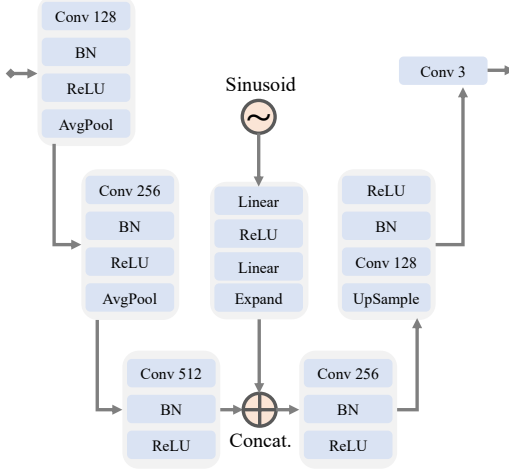 Conv 128
BN
ReLU
AvgPool
Conv 256
BN
ReLU
AvgPool
Conv 512
BN
ReLU
Sinusoid
Linear
ReLU
Linear
Expand
Concat.
Conv 256
BN
ReLU
ReLU
BN
Conv 128
UpSample
Conv 3